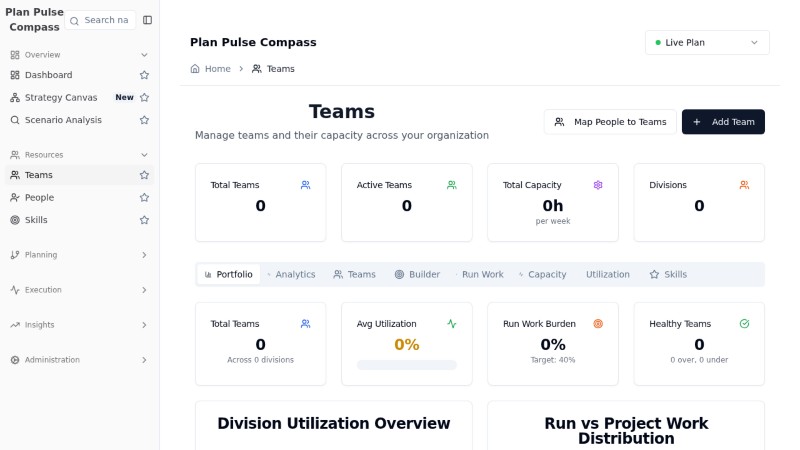 Plan Pulse
Compass
Search na
Overview
Dashboard
Strategy Canvas New
Scenario Analysis
Resources
Teams
People
Skills
Planning
Execution
Insights
Administration
Plan Pulse Compass
Live Plan
Home
Teams
Teams
Manage teams and their capacity across your organization
Map People to Teams
Add Team
Total Teams
0
Active Teams
0
Total Capacity
0h
per week
Divisions
0
Portfolio
Analytics
Teams
Builder
Run Work
Capacity
Utilization
Skills
Total Teams
0
Across 0 divisions
Avg Utilization
0%
Run Work Burden
0%
Target: 40%
Healthy Teams
0
0 over, 0 under
Division Utilization Overview
Run vs Project Work
Distribution